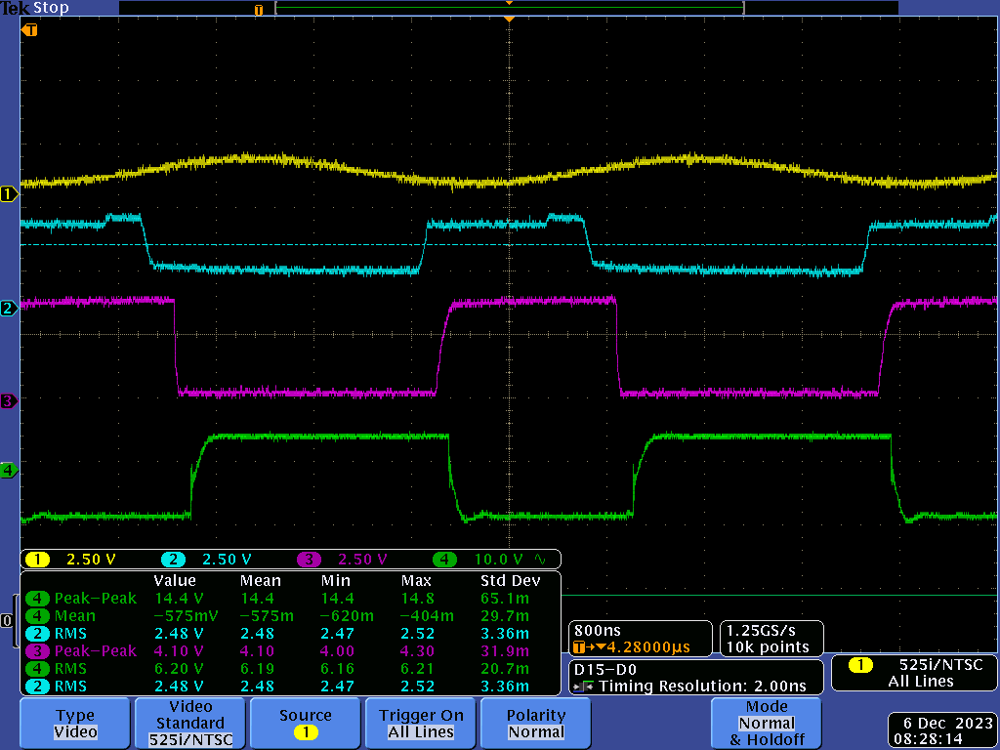 Tek Stop
T
T
1
2
3
4
1 2.50 V 2 2.50 V 3 2.50 V 4 10.0 V ∿
Value Mean Min Max Std Dev
4 Peak-Peak 14.4 V 14.4 14.4 14.8 65.1m
4 Mean -575mV -575m -620m -404m 29.7m
2 RMS 2.48 V 2.48 2.47 2.52 3.36m
3 Peak-Peak 4.10 V 4.10 4.00 4.30 31.9m
4 RMS 6.20 V 6.19 6.16 6.21 20.7m
2 RMS 2.48 V 2.48 2.47 2.52 3.36m
0
800ns
T→▼4.28000µs
1.25GS/s
10k points
D15-D0
Timing Resolution: 2.00ns
1 525i/NTSC
All Lines
Type
Video
Video
Standard
525i/NTSC
Source
1
Trigger On
All Lines
Polarity
Normal
Mode
Normal
& Holdoff
6 Dec 2023
08:28:14